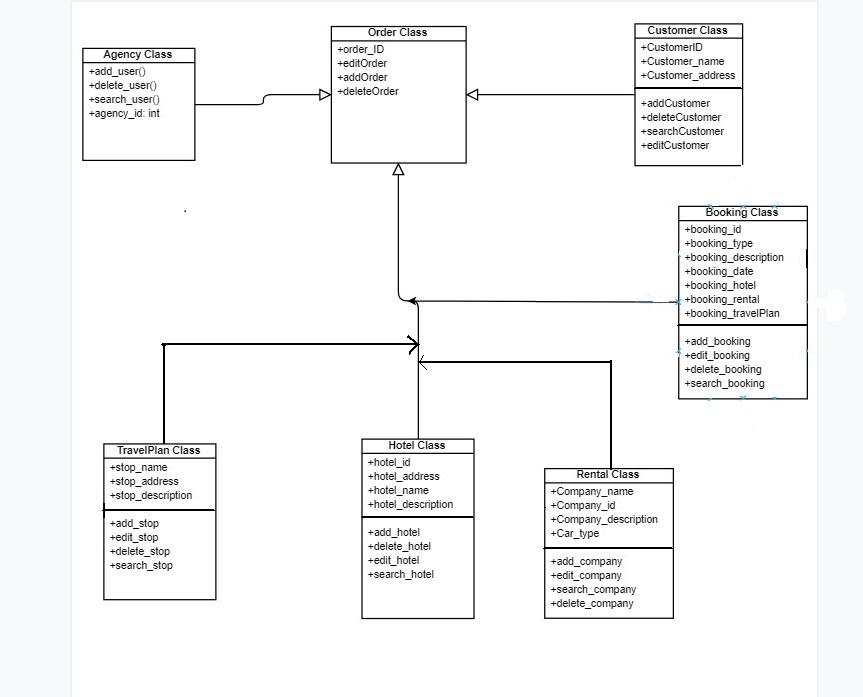 Agency Class
+add_user()
+delete_user()
+search_user()
+agency_id: int
Order Class
+order_ID
+editOrder
+addOrder
+deleteOrder
Customer Class
+CustomerID
+Customer_name
+Customer_address
+addCustomer
+deleteCustomer
+searchCustomer
+editCustomer
Booking Class
+booking_id
+booking_type
+booking_description
+booking_date
+booking_hotel
+booking_rental
+booking_travelPlan
+add_booking
+edit_booking
+delete_booking
+search_booking
TravelPlan Class
+stop_name
+stop_address
+stop_description
+add_stop
+edit_stop
+delete_stop
+search_stop
Hotel Class
+hotel_id
+hotel_address
+hotel_name
+hotel_description
+add_hotel
+delete_hotel
+edit_hotel
+search_hotel
Rental Class
+Company_name
+Company_id
+Company_description
+Car_type
+add_company
+edit_company
+search_company
+delete_company